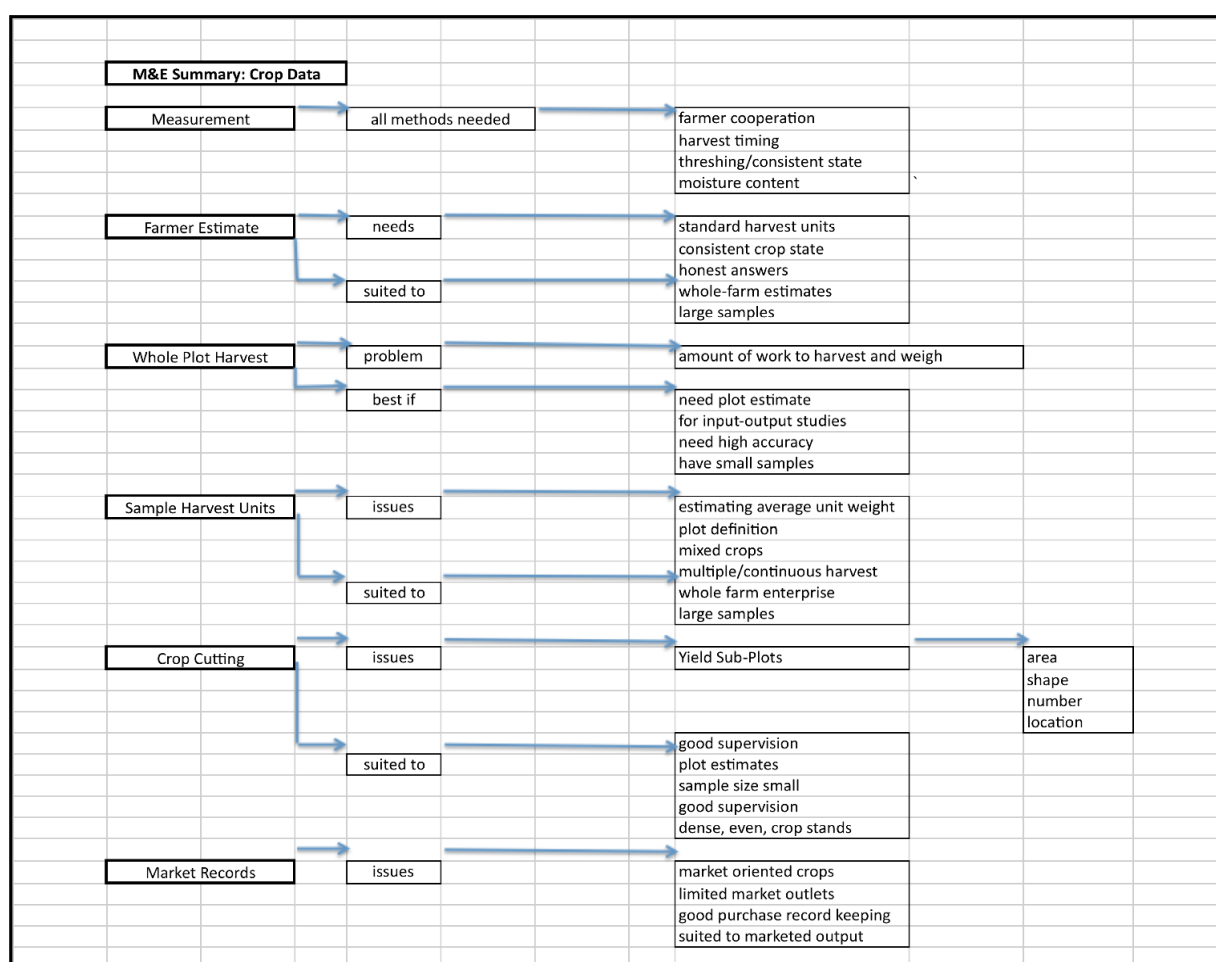 M&E Summary: Crop Data
Measurement
all methods needed
farmer cooperation
harvest timing
threshing/consistent state
moisture content
`
Farmer Estimate
needs
standard harvest units
consistent crop state
honest answers
suited to
whole-farm estimates
large samples
Whole Plot Harvest
problem
amount of work to harvest and weigh
best if
need plot estimate
for input-output studies
need high accuracy
have small samples
Sample Harvest Units
issues
estimating average unit weight
plot definition
mixed crops
multiple/continuous harvest
suited to
whole farm enterprise
large samples
Crop Cutting
issues
Yield Sub-Plots
area
shape
number
location
good supervision
suited to
plot estimates
sample size small
good supervision
dense, even, crop stands
Market Records
issues
market oriented crops
limited market outlets
good purchase record keeping
suited to marketed output